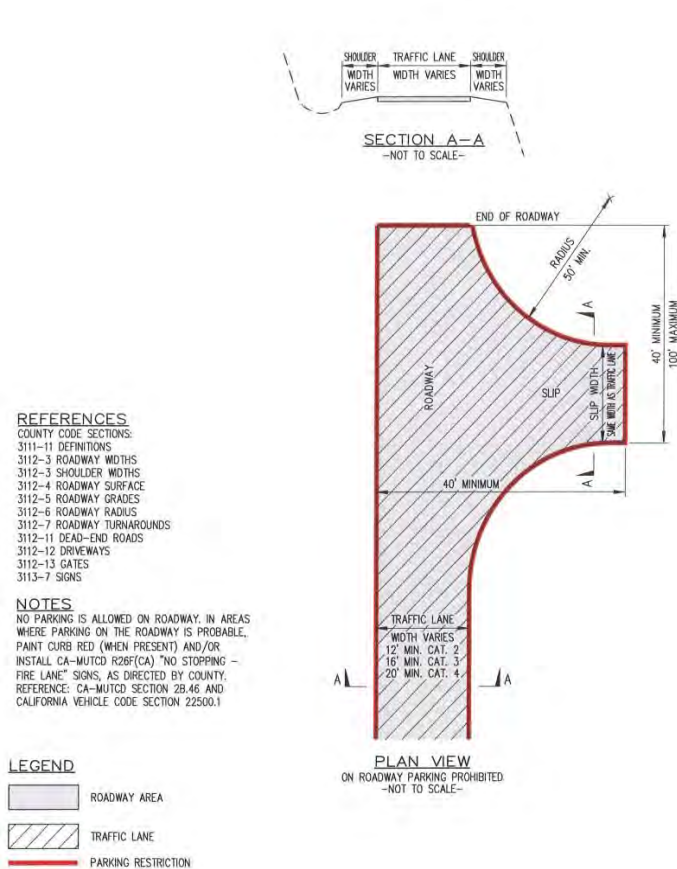 SHOULDER TRAFFIC LANE SHOULDER
WIDTH VARIES WIDTH VARIES WIDTH VARIES
SECTION A-A
-NOT TO SCALE-
END OF ROADWAY
RADIUS
50' MIN.
A
40' MINIMUM
100' MAXIMUM
ROADWAY
SLIP
SLIP WIDTH
SAME WIDTH AS TRAFFIC LANE
A
40' MINIMUM
TRAFFIC LANE
WIDTH VARIES
12' MIN. CAT. 2
16' MIN. CAT. 3
20' MIN. CAT. 4
A
A
PLAN VIEW
ON ROADWAY PARKING PROHIBITED
-NOT TO SCALE-
REFERENCES
COUNTY CODE SECTIONS:
3111-11 DEFINITIONS
3112-3 ROADWAY WIDTHS
3112-3 SHOULDER WIDTHS
3112-4 ROADWAY SURFACE
3112-5 ROADWAY GRADES
3112-6 ROADWAY RADIUS
3112-7 ROADWAY TURNAROUNDS
3112-11 DEAD-END ROADS
3112-12 DRIVEWAYS
3112-13 GATES
3113-7 SIGNS
NOTES
NO PARKING IS ALLOWED ON ROADWAY. IN AREAS
WHERE PARKING ON THE ROADWAY IS PROBABLE,
PAINT CURB RED (WHEN PRESENT) AND/OR
INSTALL CA-MUTCD R26F(CA) "NO STOPPING -
FIRE LANE" SIGNS, AS DIRECTED BY COUNTY.
REFERENCE: CA-MUTCD SECTION 2B.46 AND
CALIFORNIA VEHICLE CODE SECTION 22500.1
LEGEND
ROADWAY AREA
TRAFFIC LANE
PARKING RESTRICTION